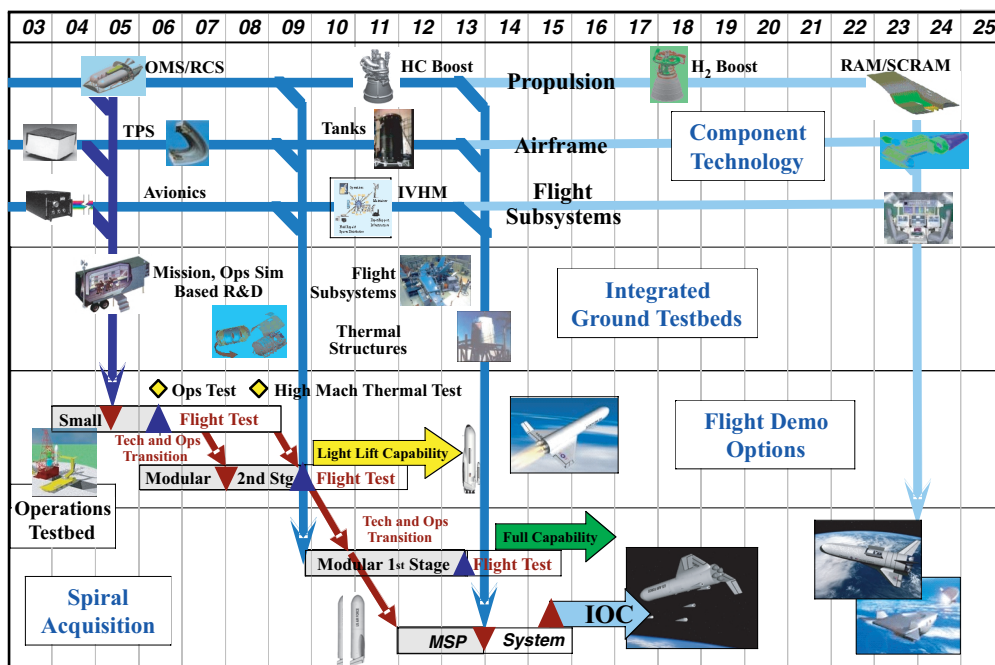 03 04 05 06 07 08 09 10 11 12 13 14 15 16 17 18 19 20 21 22 23 24 25
OMS/RCS
HC Boost
Propulsion
H2 Boost
RAM/SCRAM
TPS
Tanks
Airframe
Component
Technology
Avionics
IVHM
Flight
Subsystems
Mission, Ops Sim
Based R&D
Flight
Subsystems
Thermal
Structures
Integrated
Ground Testbeds
Ops Test
High Mach Thermal Test
Small
Flight Test
Tech and Ops
Transition
Light Lift Capability
Flight Demo
Options
Modular
2nd Stg
Flight Test
Operations
Testbed
Tech and Ops
Transition
Full Capability
Modular 1st Stage
Flight Test
Spiral
Acquisition
IOC
MSP
System